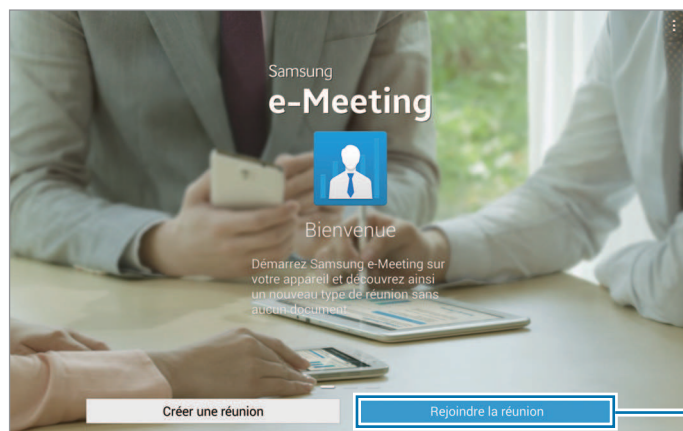 Samsung
e-Meeting
Bienvenue
Démarrez Samsung e-Meeting sur
votre appareil et découvrez ainsi
un nouveau type de réunion sans
aucun document
Créer une réunion
Rejoindre la réunion